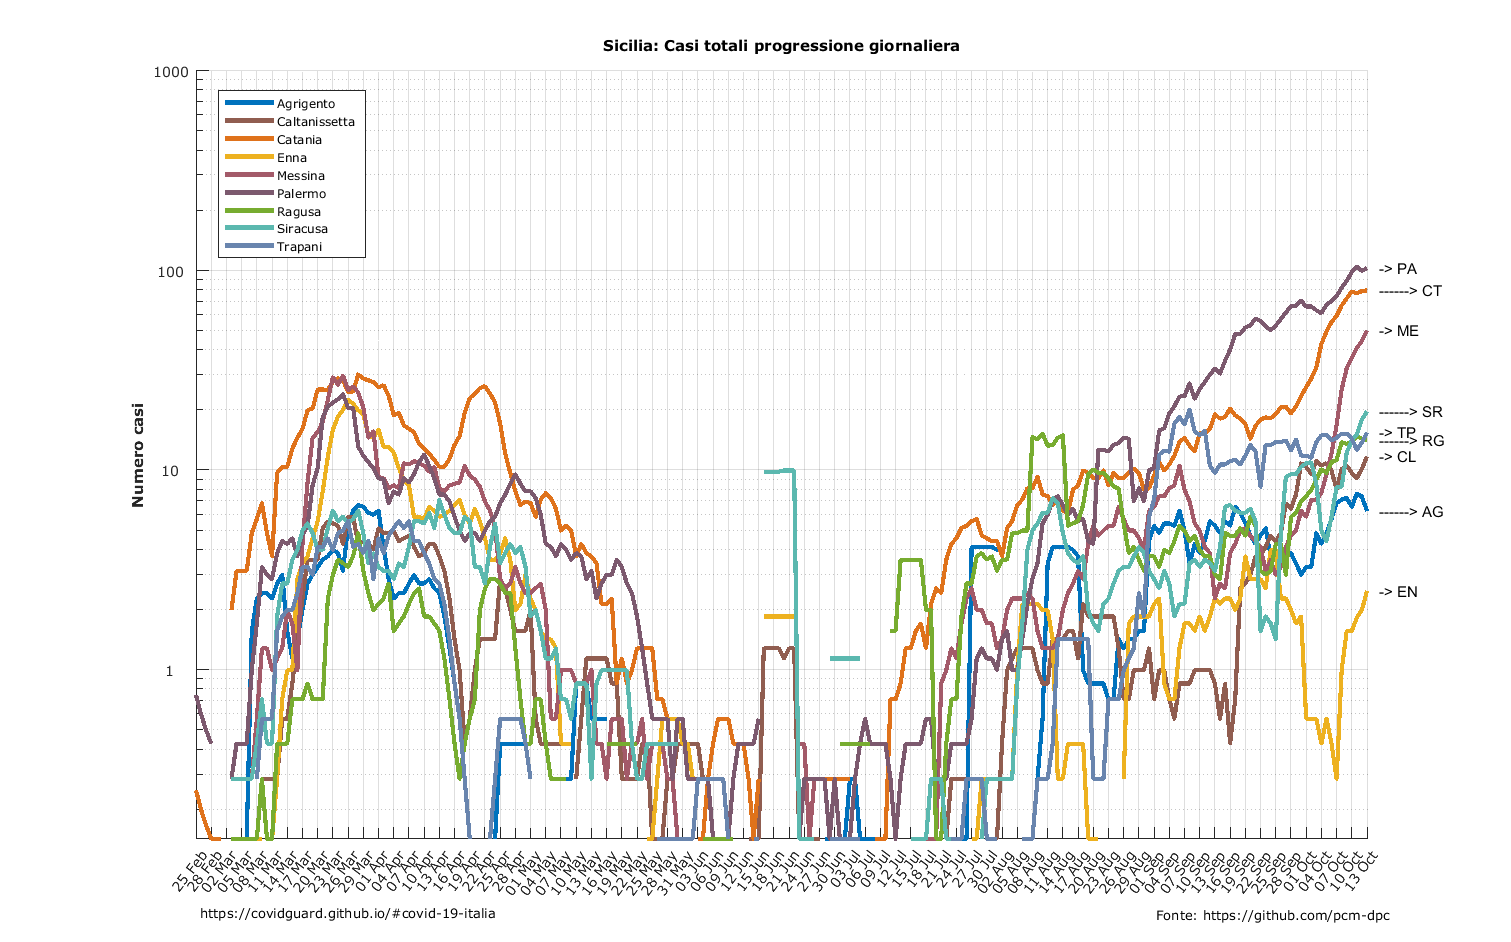 Sicilia: Casi totali progressione giornaliera
1000
100
10
1
Numero casi
Agrigento
Caltanissetta
Catania
Enna
Messina
Palermo
Ragusa
Siracusa
Trapani
-> PA
------> CT
-> ME
------> SR
-> TP
------> RG
-> CL
------> AG
-> EN
25 Feb
28 Feb
02 Mar
05 Mar
08 Mar
11 Mar
14 Mar
17 Mar
20 Mar
23 Mar
26 Mar
29 Mar
01 Apr
04 Apr
07 Apr
10 Apr
13 Apr
16 Apr
19 Apr
22 Apr
25 Apr
28 Apr
01 May
04 May
07 May
10 May
13 May
16 May
19 May
22 May
25 May
28 May
31 May
03 Jun
06 Jun
09 Jun
12 Jun
15 Jun
18 Jun
21 Jun
24 Jun
27 Jun
30 Jun
03 Jul
06 Jul
09 Jul
12 Jul
15 Jul
18 Jul
21 Jul
24 Jul
27 Jul
30 Jul
02 Aug
05 Aug
08 Aug
11 Aug
14 Aug
17 Aug
20 Aug
23 Aug
26 Aug
29 Aug
01 Sep
04 Sep
07 Sep
10 Sep
13 Sep
16 Sep
19 Sep
22 Sep
25 Sep
28 Sep
01 Oct
04 Oct
07 Oct
10 Oct
13 Oct
https://covidguard.github.io/#covid-19-italia
Fonte: https://github.com/pcm-dpc